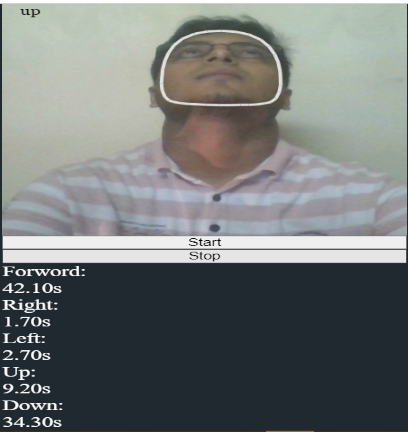 up
Start
Stop
Forword:
42.10s
Right:
1.70s
Left:
2.70s
Up:
9.20s
Down:
34.30s